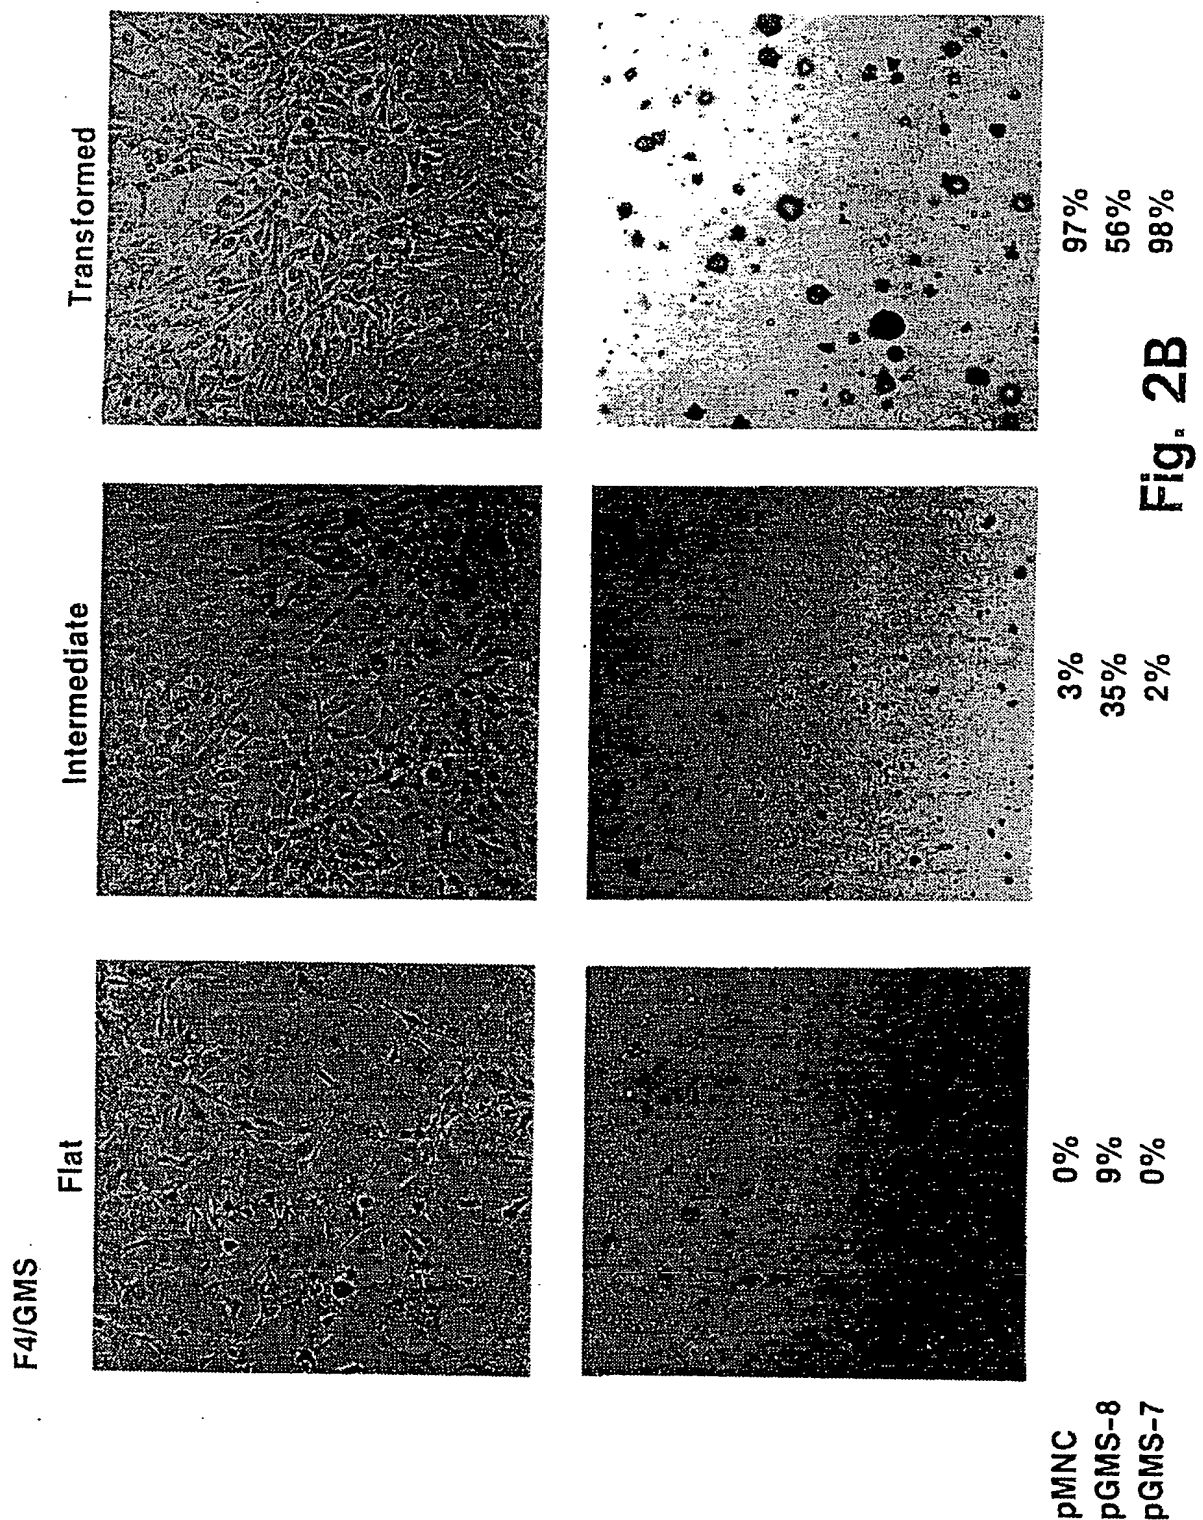 F4/GMS
Flat Intermediate Transformed
pMNC 0% 3% 97%
pGMS-8 9% 35% 56%
pGMS-7 0% 2% 98%
Fig. 2B